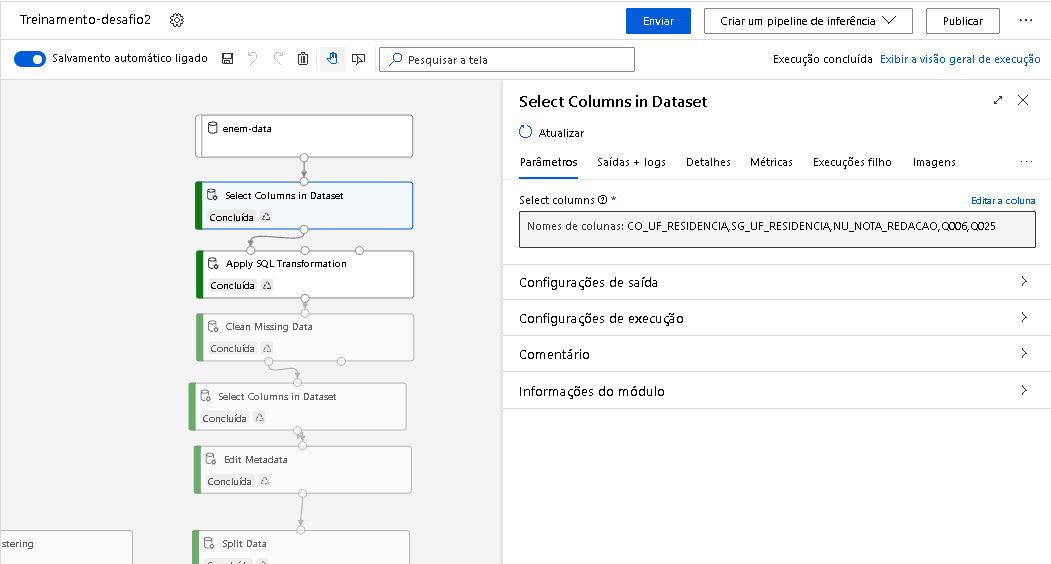 Treinamento-desafio2
Enviar
Criar um pipeline de inferência
Publicar
Salvamento automático ligado
Pesquisar a tela
Execução concluída
Exibir a visão geral de execução
enem-data
Select Columns in Dataset
Concluída
Apply SQL Transformation
Concluída
Clean Missing Data
Concluída
Select Columns in Dataset
Concluída
Edit Metadata
Concluída
stering
Split Data
Concluída
Select Columns in Dataset
Atualizar
Parâmetros
Saídas + logs
Detalhes
Métricas
Execuções filho
Imagens
Select columns *
Editar a coluna
Nomes de colunas: CO_UF_RESIDENCIA,SG_UF_RESIDENCIA,NU_NOTA_REDACAO,Q006,Q025
Configurações de saída
Configurações de execução
Comentário
Informações do módulo